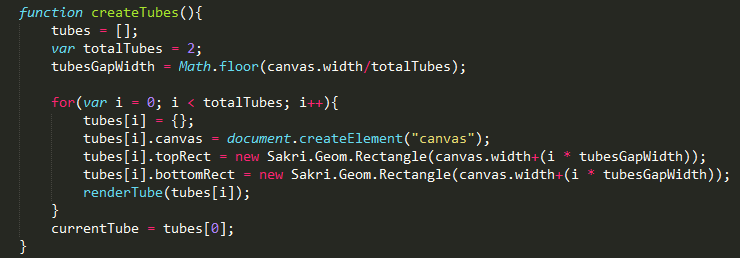 function createTubes(){
    tubes = [];
    var totalTubes = 2;
    tubesGapWidth = Math.floor(canvas.width/totalTubes);

    for(var i = 0; i < totalTubes; i++){
        tubes[i] = {};
        tubes[i].canvas = document.createElement("canvas");
        tubes[i].topRect = new Sakri.Geom.Rectangle(canvas.width+(i * tubesGapWidth));
        tubes[i].bottomRect = new Sakri.Geom.Rectangle(canvas.width+(i * tubesGapWidth));
        renderTube(tubes[i]);
    }
    currentTube = tubes[0];
}